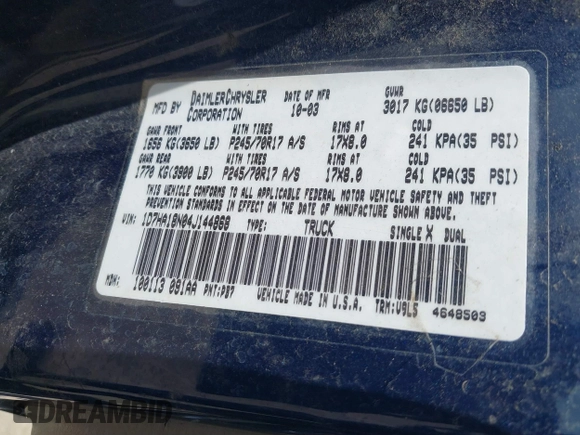 MFD BY DAIMLERCHRYSLER CORPORATION DATE OF MFR 10-03 GVWR 3017 KG(06650 LB)
GAWR FRONT WITH TIRES RIMS AT COLD
1656 KG(3650 LB) P245/70R17 A/S 17X8.0 241 KPA(35 PSI)
GAWR REAR WITH TIRES RIMS AT COLD
1770 KG(3900 LB) P245/70R17 A/S 17X8.0 241 KPA(35 PSI)
THIS VEHICLE CONFORMS TO ALL APPLICABLE FEDERAL MOTOR VEHICLE SAFETY AND THEFT
PREVENTION STANDARDS IN EFFECT ON THE DATE OF MANUFACTURE SHOWN ABOVE.
VIN: 1D7HA18N04J144888 TYPE: TRUCK SINGLE X DUAL
MDH: 100113 091AA PNT:PB7 VEHICLE MADE IN U.S.A. TRM:V9L5 4648503
DREAMBID